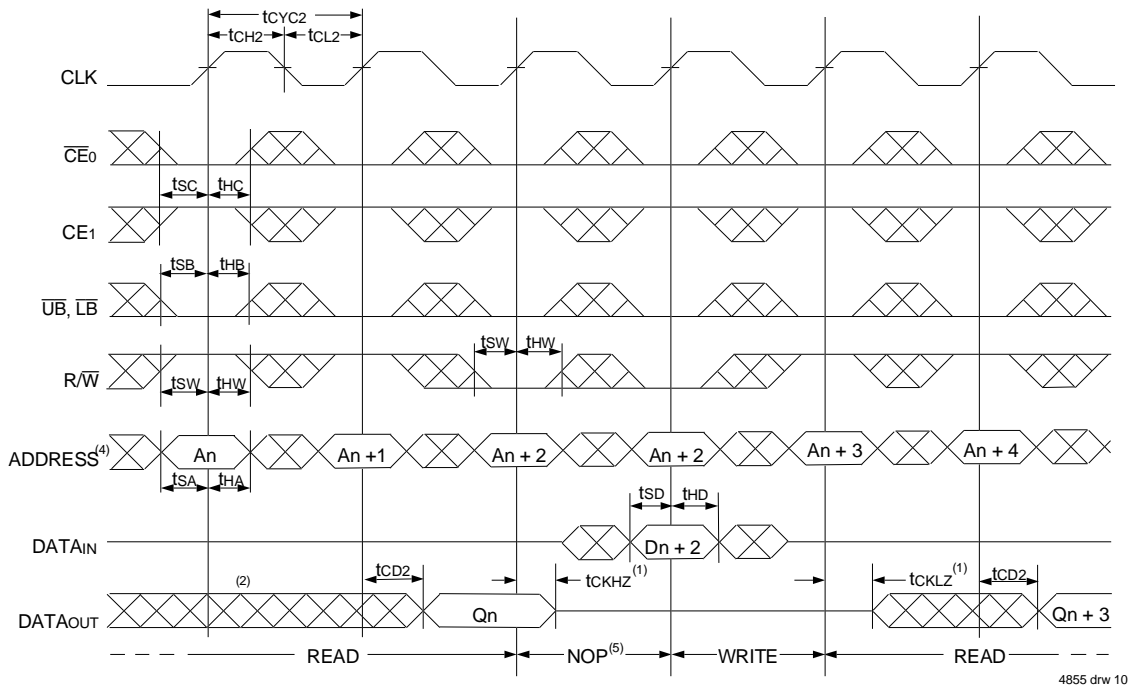 tCYC2
tCH2 tCL2
CLK
CE0
tSC tHC
CE1
tSB tHB
UB, LB
tSW tHW
R/W
tSW tHW
ADDRESS(4) An An +1 An + 2 An + 2 An + 3 An + 4
tSA tHA tSD tHD
DATAIN Dn + 2
(2) tCD2 tCKHZ(1) tCKLZ(1) tCD2
DATAOUT Qn Qn + 3
READ NOP(5) WRITE READ
4855 drw 10